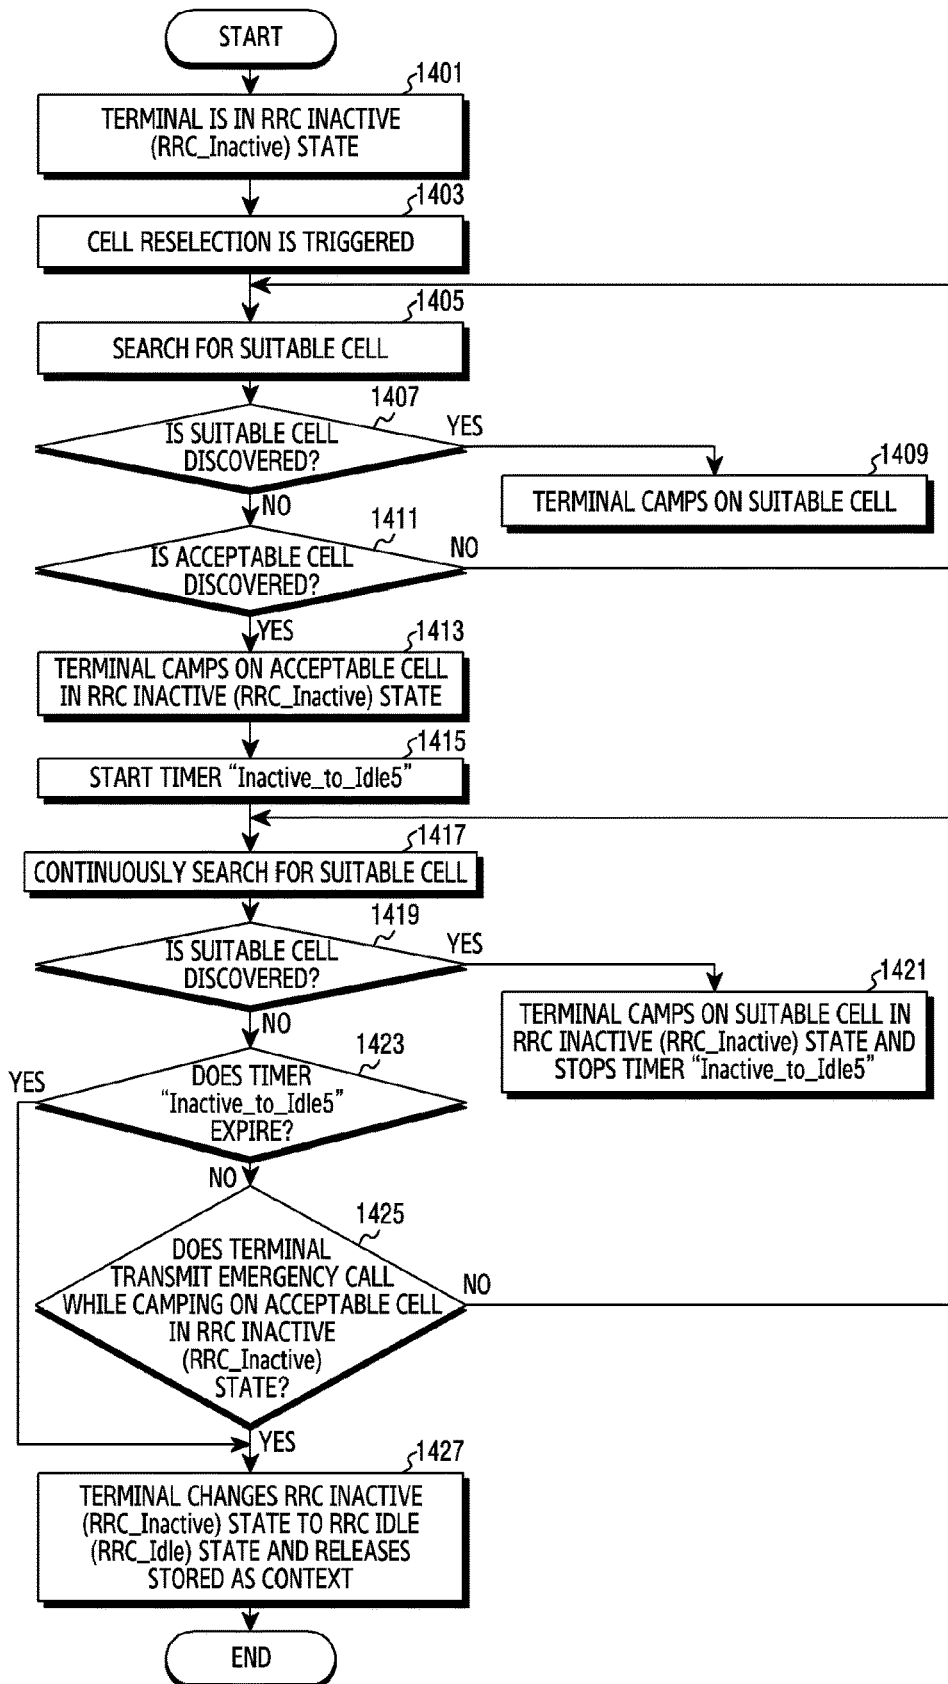 START
1401
TERMINAL IS IN RRC INACTIVE
(RRC_Inactive) STATE
1403
CELL RESELECTION IS TRIGGERED
1405
SEARCH FOR SUITABLE CELL
1407
IS SUITABLE CELL
DISCOVERED?
YES
1409
TERMINAL CAMPS ON SUITABLE CELL
NO
1411
IS ACCEPTABLE CELL
DISCOVERED?
NO
YES
1413
TERMINAL CAMPS ON ACCEPTABLE CELL
IN RRC INACTIVE (RRC_Inactive) STATE
1415
START TIMER "Inactive_to_Idle5"
1417
CONTINUOUSLY SEARCH FOR SUITABLE CELL
1419
IS SUITABLE CELL
DISCOVERED?
YES
1421
TERMINAL CAMPS ON SUITABLE CELL IN
RRC INACTIVE (RRC_Inactive) STATE AND
STOPS TIMER "Inactive_to_Idle5"
NO
1423
DOES TIMER
"Inactive_to_Idle5"
EXPIRE?
YES
NO
1425
DOES TERMINAL
TRANSMIT EMERGENCY CALL
WHILE CAMPING ON ACCEPTABLE CELL
IN RRC INACTIVE
(RRC_Inactive)
STATE?
NO
YES
1427
TERMINAL CHANGES RRC INACTIVE
(RRC_Inactive) STATE TO RRC IDLE
(RRC_Idle) STATE AND RELEASES
STORED AS CONTEXT
END